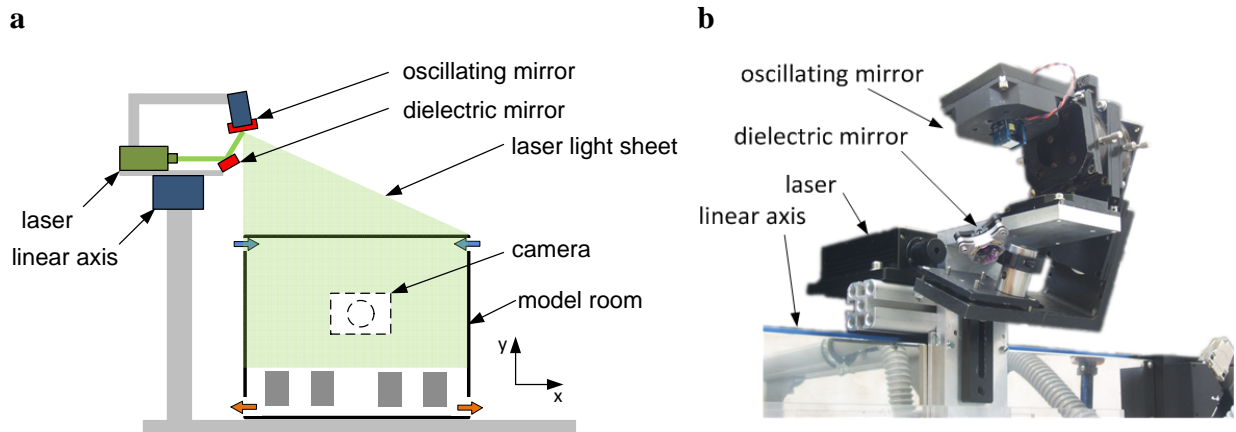 a
oscillating mirror
dielectric mirror
laser light sheet
laser
linear axis
camera
model room
y
x
b
oscillating mirror
dielectric mirror
laser
linear axis